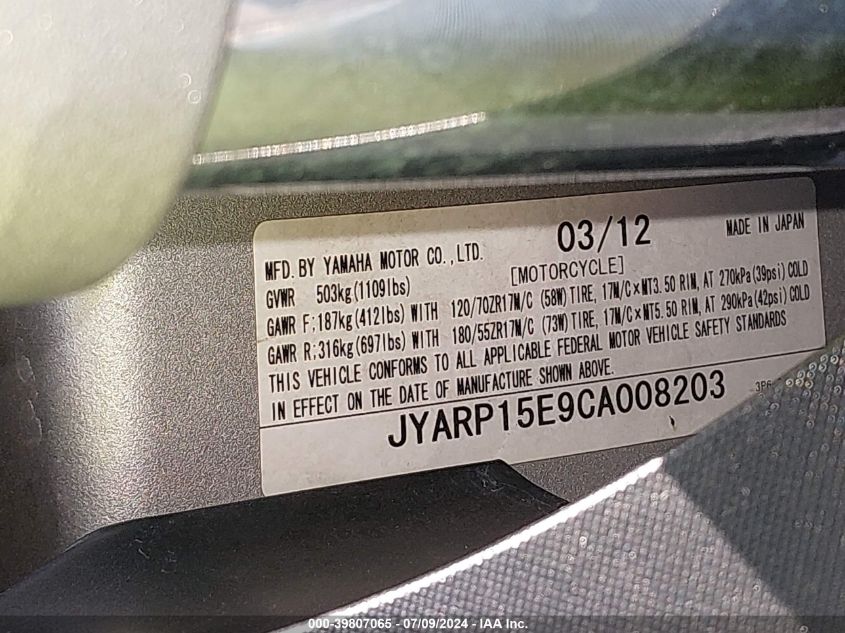 03/12 MADE IN JAPAN
MFD. BY YAMAHA MOTOR CO.,LTD.
[MOTORCYCLE]
GVWR 503kg(1109lbs)
GAWR F:187kg(412lbs) WITH 120/70ZR17M/C (58W) TIRE, 17M/C×MT3.50 RIM, AT 270kPa(39psi) COLD
GAWR R:316kg(697lbs) WITH 180/55ZR17M/C (73W) TIRE, 17M/C×MT5.50 RIM, AT 290kPa(42psi) COLD
THIS VEHICLE CONFORMS TO ALL APPLICABLE FEDERAL MOTOR VEHICLE SAFETY STANDARDS
IN EFFECT ON THE DATE OF MANUFACTURE SHOWN ABOVE.
JYARP15E9CA008203
000-39807065 - 07/09/2024 - IAA Inc.